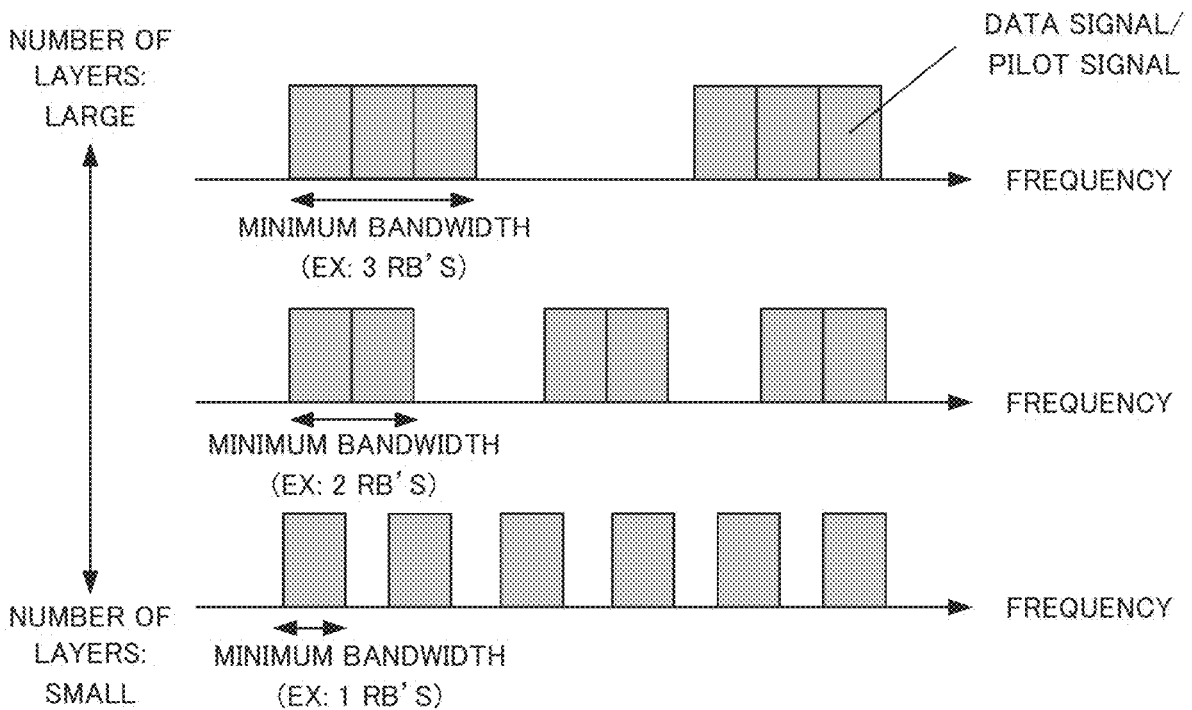 NUMBER OF
LAYERS:
LARGE
DATA SIGNAL/
PILOT SIGNAL
FREQUENCY
MINIMUM BANDWIDTH
(EX: 3 RB'S)
FREQUENCY
MINIMUM BANDWIDTH
(EX: 2 RB'S)
FREQUENCY
NUMBER OF
LAYERS:
SMALL
MINIMUM BANDWIDTH
(EX: 1 RB'S)